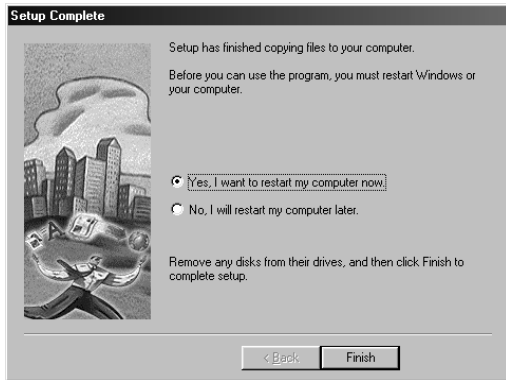 Setup Complete
Setup has finished copying files to your computer.
Before you can use the program, you must restart Windows or
your computer.
Yes, I want to restart my computer now.
No, I will restart my computer later.
Remove any disks from their drives, and then click Finish to
complete setup.
< Back
Finish